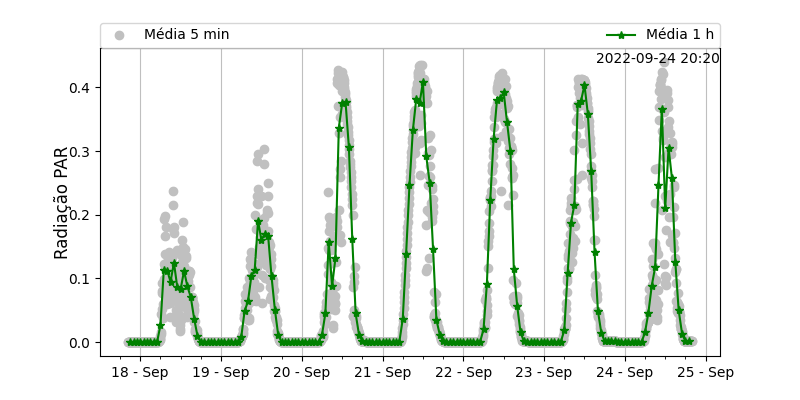 Média 5 min
Média 1 h
2022-09-24 20:20
Radiação PAR
0.4
0.3
0.2
0.1
0.0
18 - Sep
19 - Sep
20 - Sep
21 - Sep
22 - Sep
23 - Sep
24 - Sep
25 - Sep